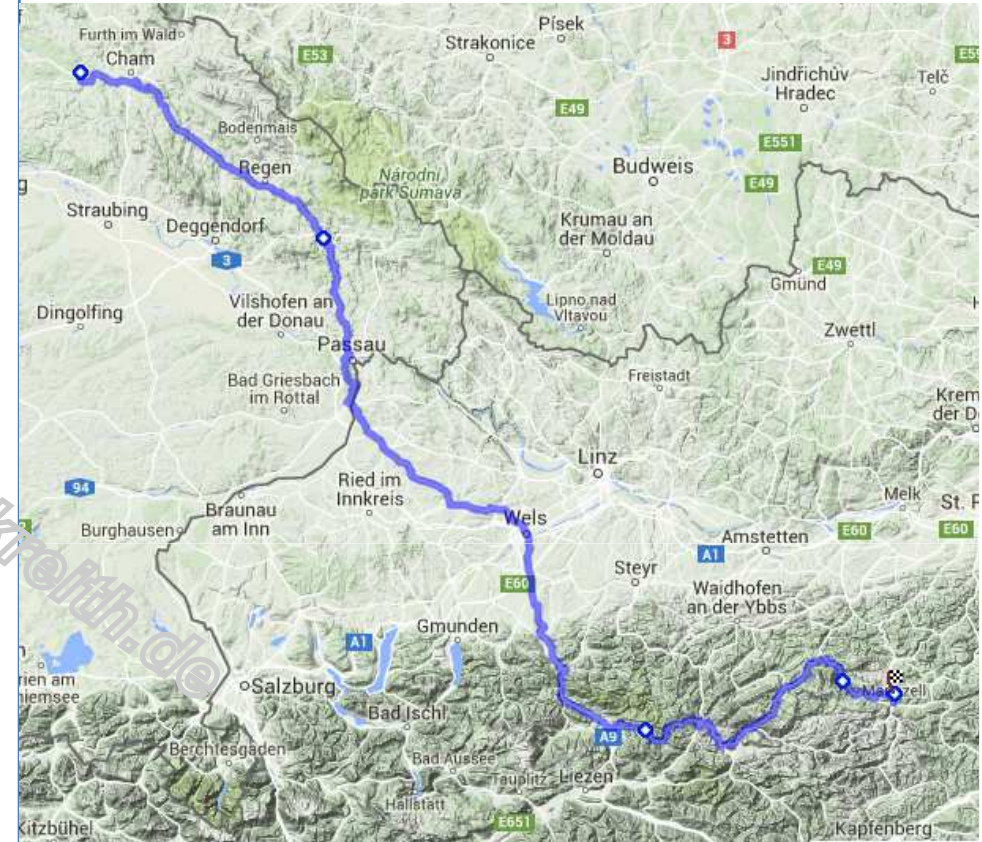 Písek
Furth im Wald
Strakonice
3
E53
Cham
Jindřichův
Hradec
Telč
E49
Bodenmais
E551
Regen
Národní
park Šumava
Budweis
E49
Straubing
Deggendorf
Krumau an
der Moldau
3
E49
Gmünd
Vilshofen an
der Donau
Lipno nad
Vltavou
Dingolfing
Zwettl
Passau
Bad Griesbach
im Rottal
Freistadt
Krem
der D
Linz
94
Ried im
Innkreis
Melk
St. P
Braunau
am Inn
Burghausen
Wels
E60
E60
Amstetten
A1
Steyr
E60
Waidhofen
an der Ybbs
Gmunden
A1
Salzburg
Mariazell
Bad Ischl
A9
Berchtesgaden
Bad Aussee
Tauplitz
Liezen
Hallstatt
E651
Kitzbühel
Kapfenberg